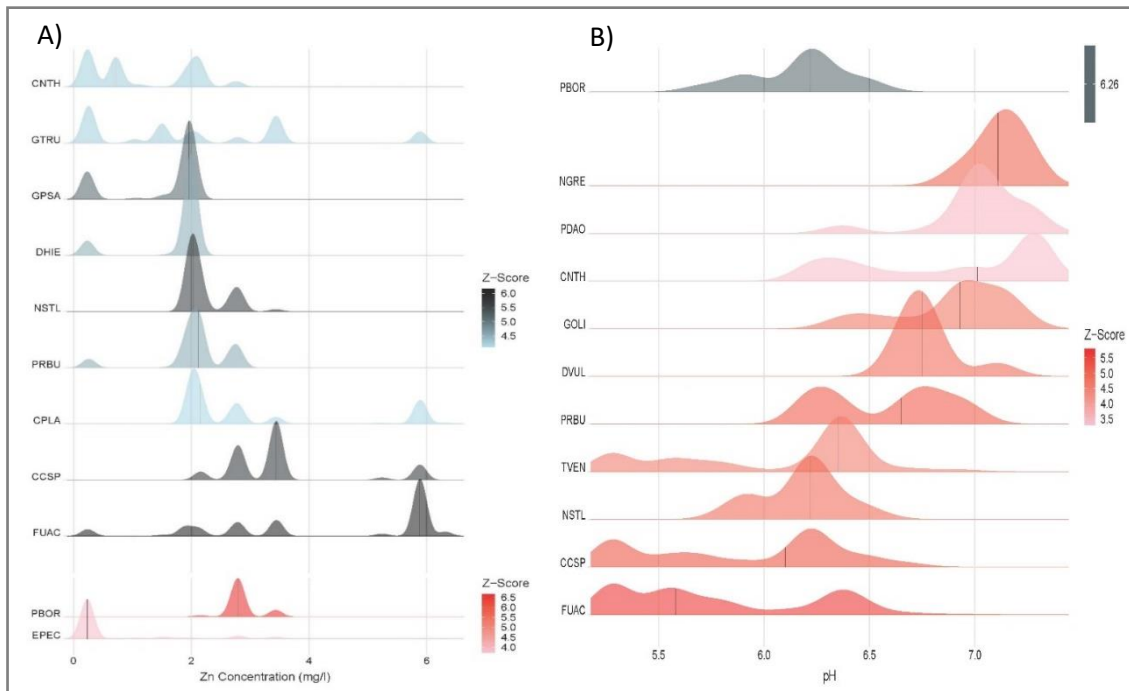 A)
CNTH
GTRU
GPSA
DHIE
NSTL
PRBU
CPLA
CCSP
FUAC
PBOR
EPEC
0 2 4 6
Zn Concentration (mg/l)
Z-Score
6.0
5.5
5.0
4.5
Z-Score
6.5
6.0
5.5
5.0
4.5
4.0
B)
PBOR
6.26
NGRE
PDAO
CNTH
GOLI
DVUL
PRBU
TVEN
NSTL
CCSP
FUAC
5.5 6.0 6.5 7.0
pH
Z-Score
5.5
5.0
4.5
4.0
3.5